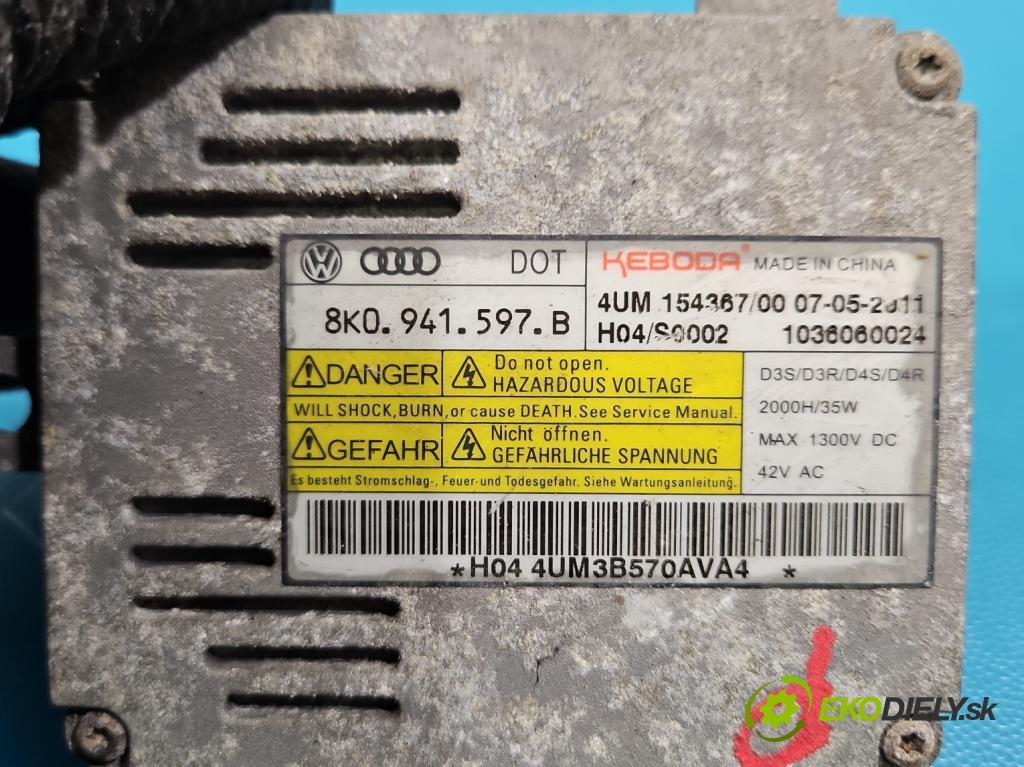 DOT
8K0.941.597.B
KEBODA® MADE IN CHINA
4UM 154367/00 07-05-2011
H04/S0002 1036060024
DANGER
Do not open.
HAZARDOUS VOLTAGE
WILL SHOCK, BURN, or cause DEATH. See Service Manual.
GEFAHR
Nicht öffnen.
GEFÄHRLICHE SPANNUNG
Es besteht Stromschlag-, Feuer-und Todesgefahr. Siehe Wartungsanleitung.
D3S/D3R/D4S/D4R
2000H/35W
MAX 1300V DC
42V AC
*H04 4UM3B570AVA4 *
EKODIELY.sk